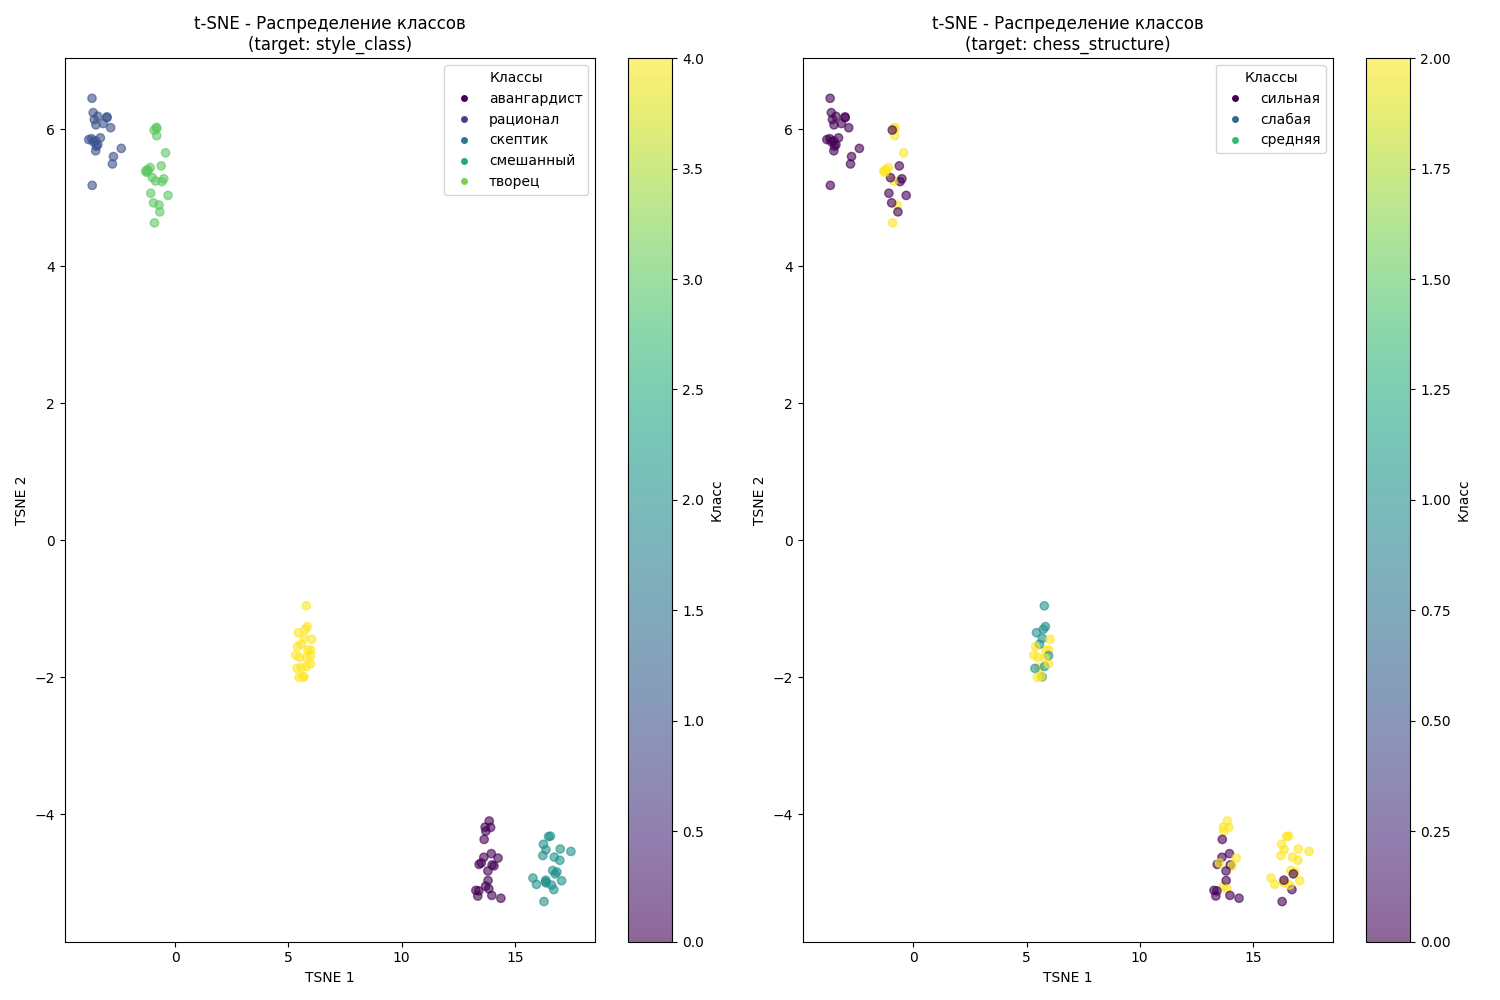 t-SNE - Распределение классов
(target: style_class)
Классы
авангардист
рационал
скептик
смешанный
творец
6
4
2
0
−2
−4
TSNE 2
0
5
10
15
TSNE 1
4.0
3.5
3.0
2.5
2.0
1.5
1.0
0.5
0.0
Класс
t-SNE - Распределение классов
(target: chess_structure)
Классы
сильная
слабая
средняя
6
4
2
0
−2
−4
TSNE 2
0
5
10
15
TSNE 1
2.00
1.75
1.50
1.25
1.00
0.75
0.50
0.25
0.00
Класс